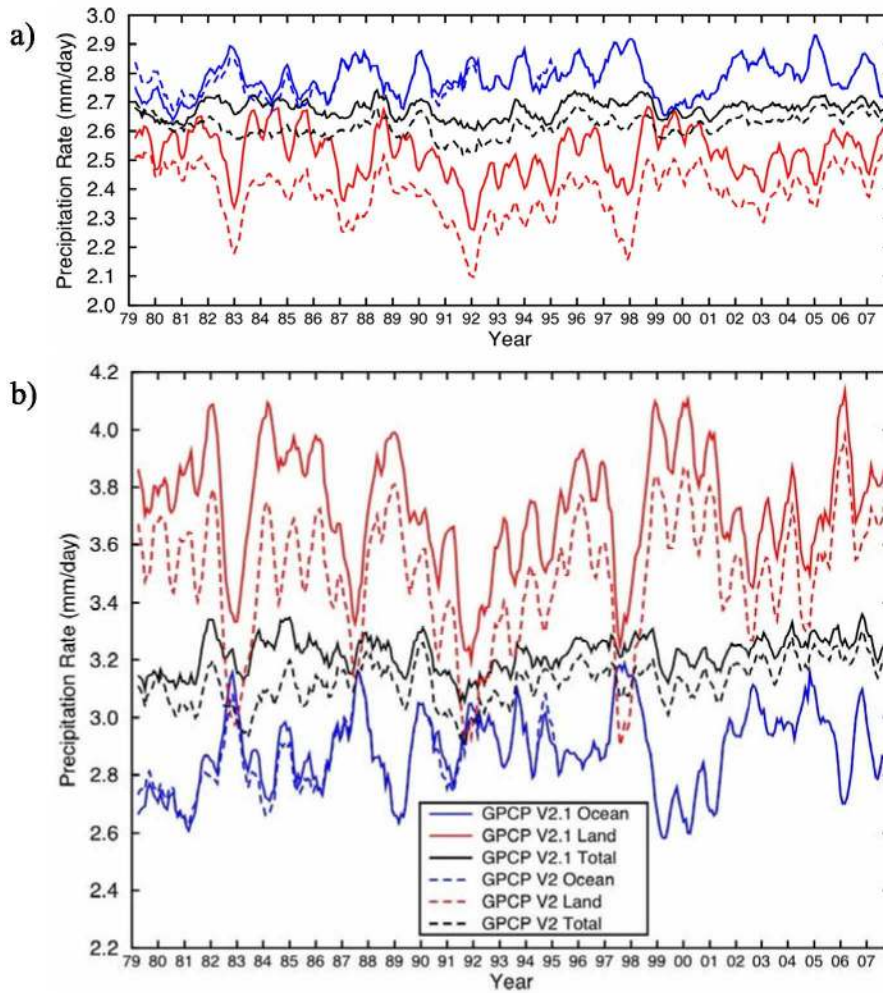 a)
3.0
2.9
2.8
2.7
2.6
2.5
2.4
2.3
2.2
2.1
2.0
Precipitation Rate (mm/day)
79 80 81 82 83 84 85 86 87 88 89 90 91 92 93 94 95 96 97 98 99 00 01 02 03 04 05 06 07
Year
b)
4.2
4.0
3.8
3.6
3.4
3.2
3.0
2.8
2.6
2.4
2.2
Precipitation Rate (mm/day)
GPCP V2.1 Ocean
GPCP V2.1 Land
GPCP V2.1 Total
GPCP V2 Ocean
GPCP V2 Land
GPCP V2 Total
79 80 81 82 83 84 85 86 87 88 89 90 91 92 93 94 95 96 97 98 99 00 01 02 03 04 05 06 07
Year